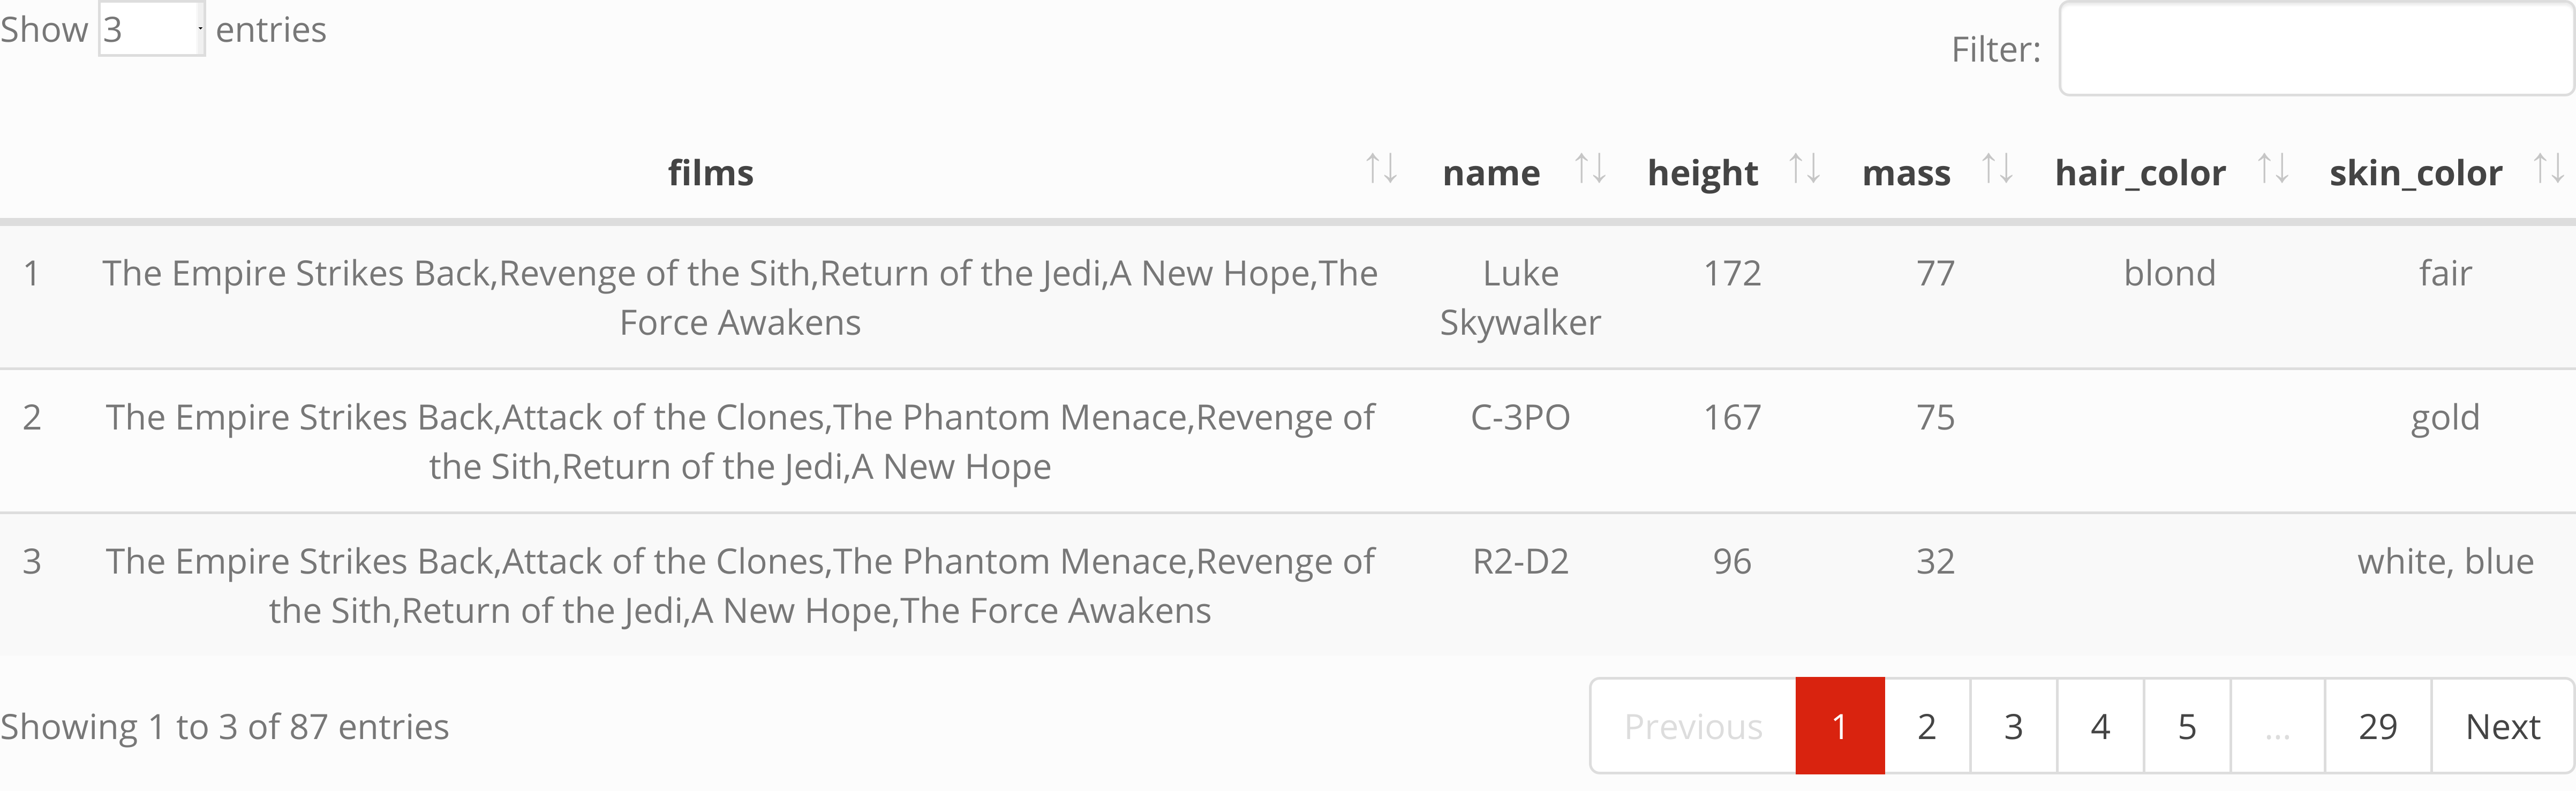 Show 3 entries
Filter:
films name height mass hair_color skin_color
1 The Empire Strikes Back,Revenge of the Sith,Return of the Jedi,A New Hope,The Luke 172 77 blond fair
Force Awakens Skywalker
2 The Empire Strikes Back,Attack of the Clones,The Phantom Menace,Revenge of C-3PO 167 75 gold
the Sith,Return of the Jedi,A New Hope
3 The Empire Strikes Back,Attack of the Clones,The Phantom Menace,Revenge of R2-D2 96 32 white, blue
the Sith,Return of the Jedi,A New Hope,The Force Awakens
Showing 1 to 3 of 87 entries
Previous 1 2 3 4 5 ... 29 Next